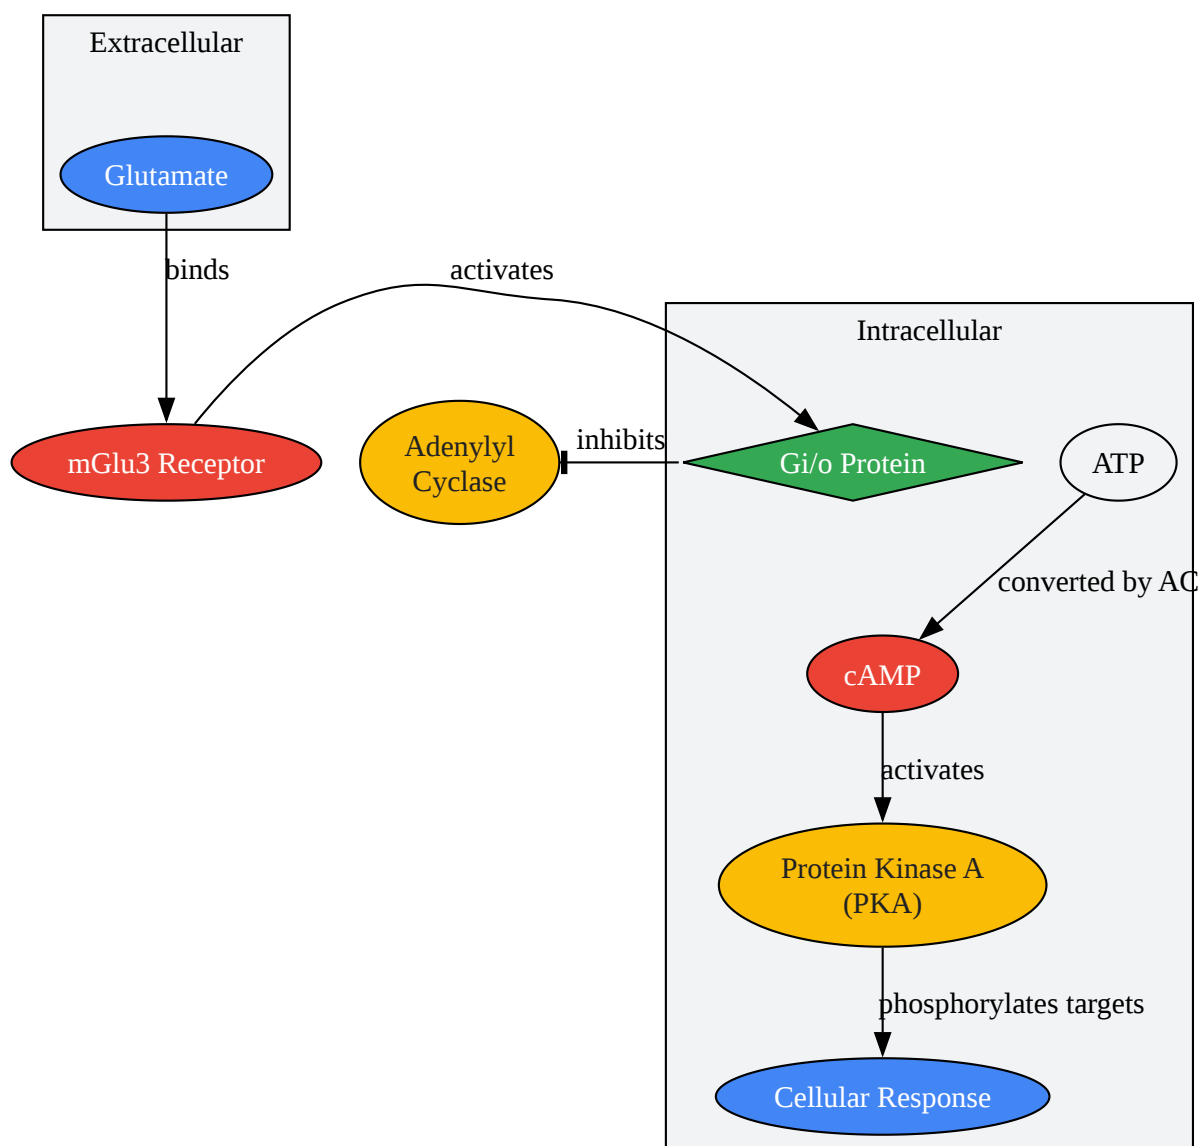 Extracellular
Glutamate
binds
activates
Intracellular
mGlu3 Receptor
Adenylyl
Cyclase
inhibits
Gi/o Protein
ATP
converted by AC
cAMP
activates
Protein Kinase A
(PKA)
phosphorylates targets
Cellular Response